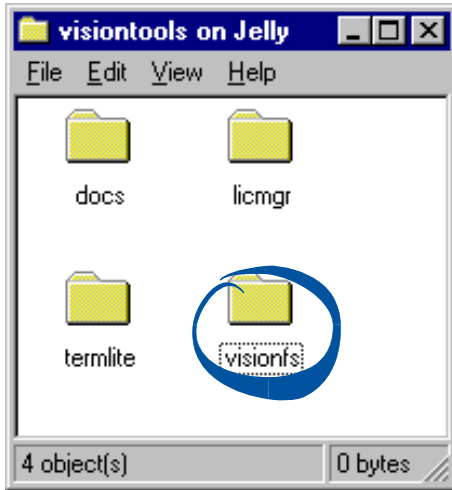 visiontools on Jelly
File Edit View Help
docs licmgr
termlite visionfs
4 object(s) 0 bytes